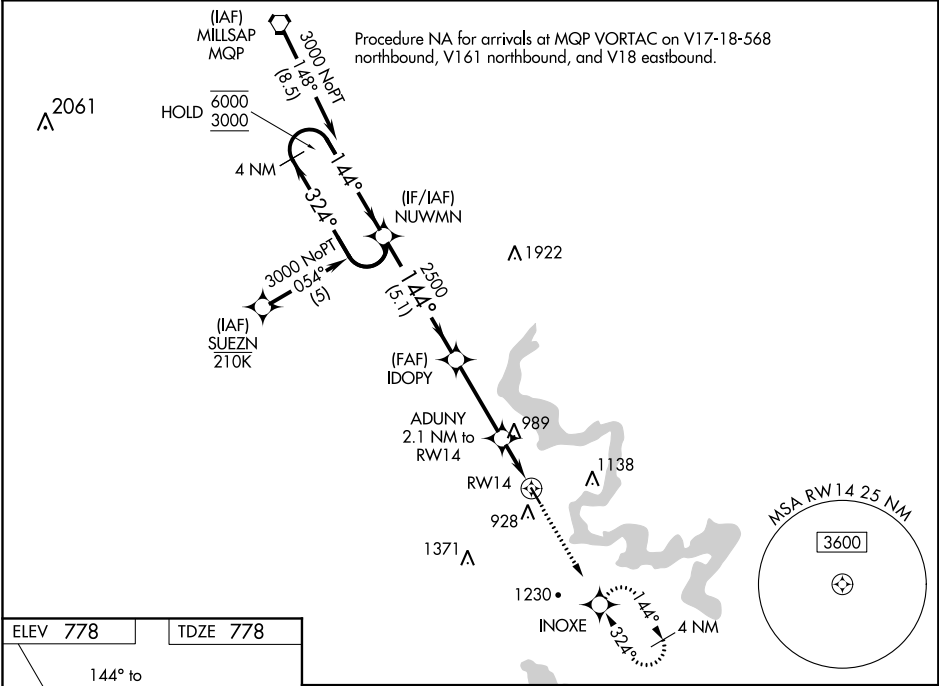 (IAF)
MILLSAP
MQP
Procedure NA for arrivals at MQP VORTAC on V17-18-568
northbound, V161 northbound, and V18 eastbound.
3000 NoPT
148°
(8.5)
2061
HOLD
6000
3000
4 NM
144°
324°
(IF/IAF)
NUWMN
1922
3000 NoPT
054°
(5)
2500
144°
(5.1)
(IAF)
SUEZN
210K
(FAF)
IDOPY
ADUNY
2.1 NM to
RW14
989
1138
RW14
928
1371
MSA RW14 25 NM
3600
1230
INOXE
144°
324°
4 NM
ELEV 778
TDZE 778
144° to